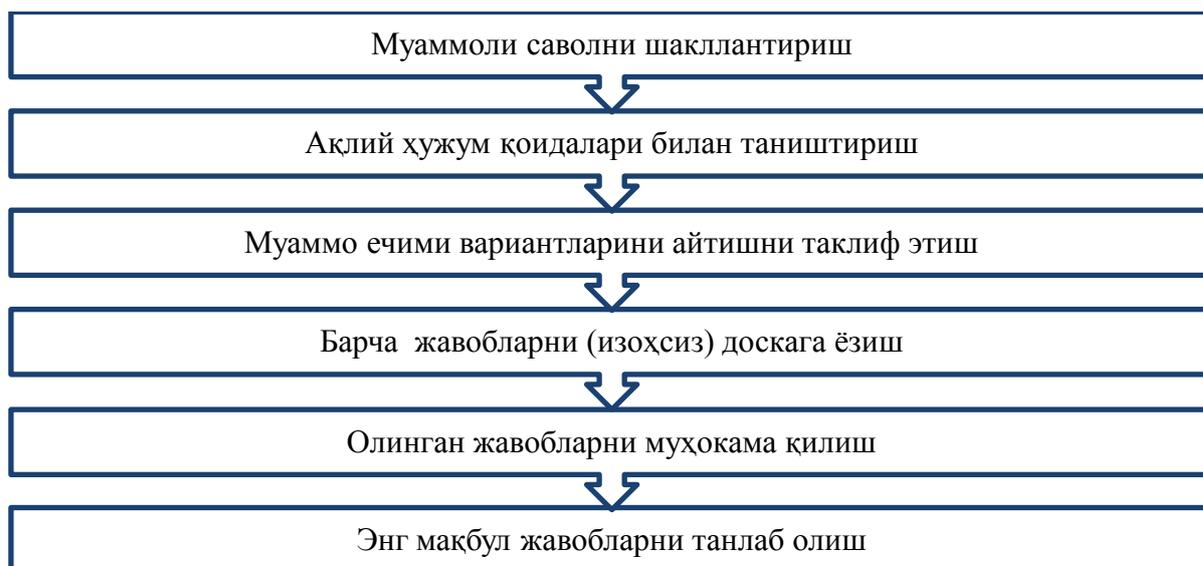 Муаммоли саволни шакллантириш
Ақлий ҳужум қоидалари билан таништириш
Муаммо ечими вариантларини айтишни таклиф этиш
Барча жавобларни (изоҳсиз) доскага ёзиш
Олинган жавобларни муҳокама қилиш
Энг мақбул жавобларни танлаб олиш